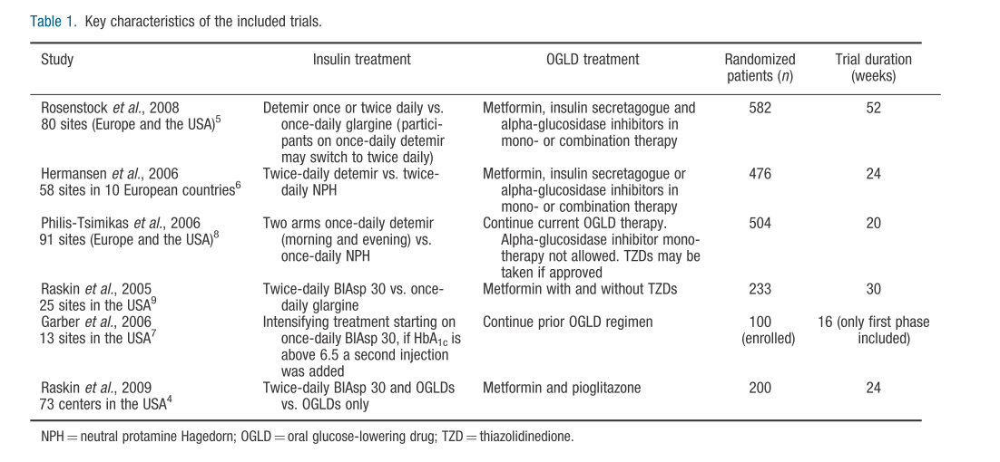 Table 1. Key characteristics of the included trials.
Study Insulin treatment OGLD treatment Randomized patients (n) Trial duration (weeks)
Rosenstock et al., 2008
80 sites (Europe and the USA)5
Detemir once or twice daily vs.
once-daily glargine (partici-
pants on once-daily detemir
may switch to twice daily)
Metformin, insulin secretagogue and
alpha-glucosidase inhibitors in
mono- or combination therapy
582
52
Hermansen et al., 2006
58 sites in 10 European countries6
Twice-daily detemir vs. twice-
daily NPH
Metformin, insulin secretagogue or
alpha-glucosidase inhibitors in
mono- or combination therapy
476
24
Philis-Tsimikas et al., 2006
91 sites (Europe and the USA)8
Two arms once-daily detemir
(morning and evening) vs.
once-daily NPH
Continue current OGLD therapy.
Alpha-glucosidase inhibitor mono-
therapy not allowed. TZDs may be
taken if approved
504
20
Raskin et al., 2005
25 sites in the USA9
Twice-daily BIAsp 30 vs. once-
daily glargine
Metformin with and without TZDs
233
30
Garber et al., 2006
13 sites in the USA7
Intensifying treatment starting on
once-daily BIAsp 30, if HbA1c is
above 6.5 a second injection
was added
Continue prior OGLD regimen
100
(enrolled)
16 (only first phase
included)
Raskin et al., 2009
73 centers in the USA4
Twice-daily BIAsp 30 and OGLDs
vs. OGLDs only
Metformin and pioglitazone
200
24
NPH = neutral protamine Hagedorn; OGLD = oral glucose-lowering drug; TZD = thiazolidinedione.